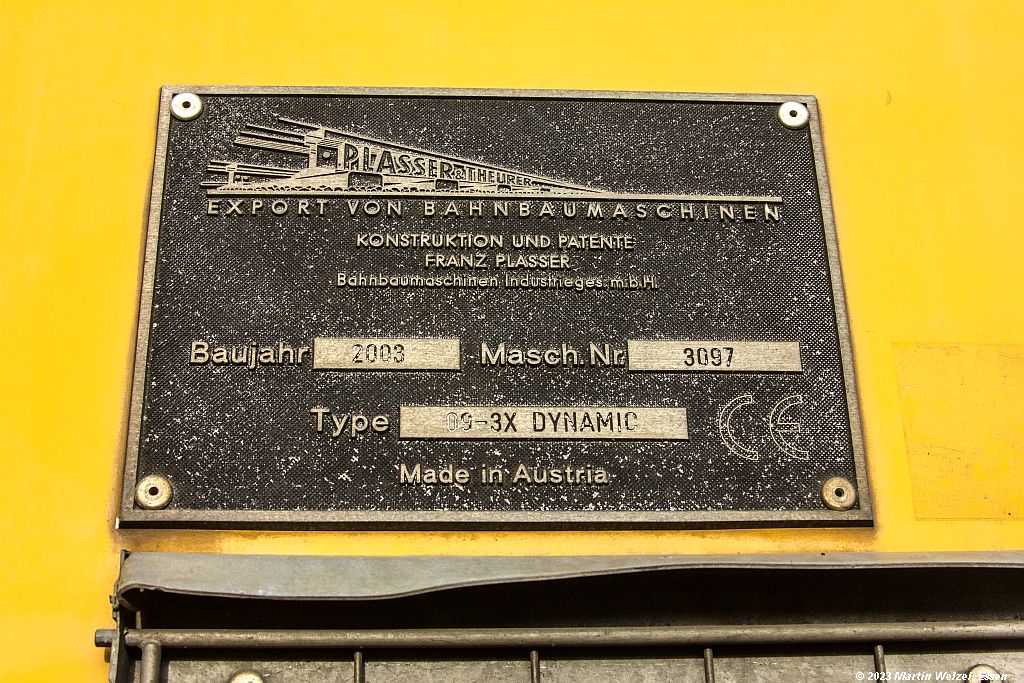 PLASSER & THEURER
EXPORT VON BAHNBAUMASCHINEN
KONSTRUKTION UND PATENTE
FRANZ PLASSER
Bahnbaumaschinen Industrieges.m.b.H.
Baujahr 2003 Masch.Nr. 3097
Type 09-3X DYNAMIC CE
Made in Austria
© 2023 Martin Welzel, Essen